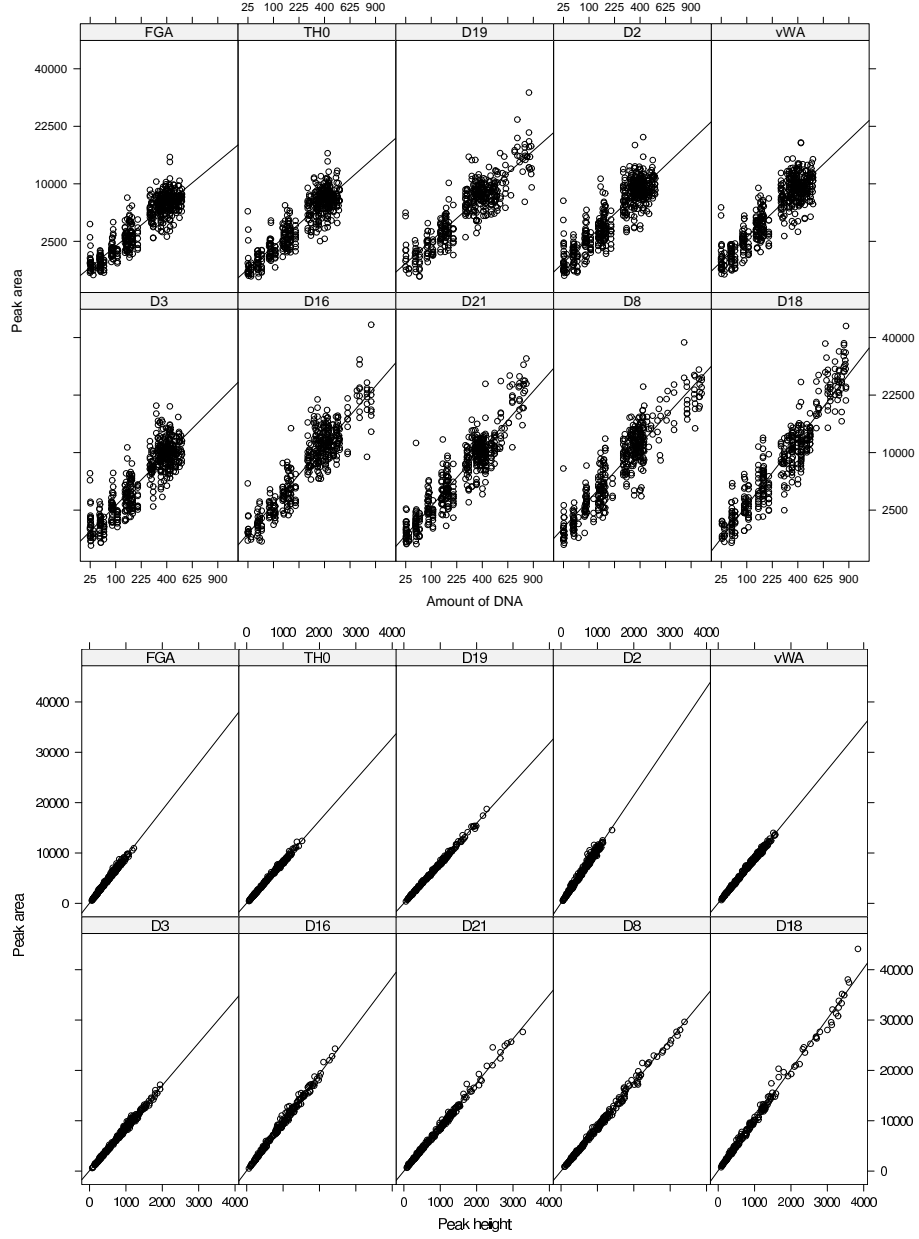 25 100 225 400 625 900 25 100 225 400 625 900
FGA TH0 D19 D2 vWA
40000
22500
10000
2500
D3 D16 D21 D8 D18
40000
22500
10000
2500
25 100 225 400 625 900 25 100 225 400 625 900 25 100 225 400 625 900
Amount of DNA
Peak area
0 1000 2000 3000 4000 0 1000 2000 3000 4000
FGA TH0 D19 D2 vWA
40000
30000
20000
10000
0
D3 D16 D21 D8 D18
40000
30000
20000
10000
0
0 1000 2000 3000 4000 0 1000 2000 3000 4000 0 1000 2000 3000 4000
Peak height
Peak area